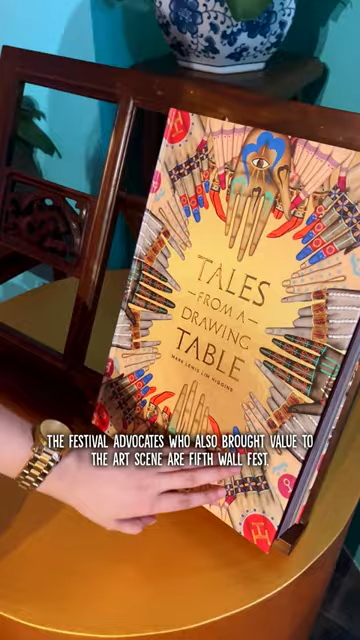 TALES
FROM A
DRAWING
TABLE
MARK LEWIS LIM HIGGINS
THE FESTIVAL ADVOCATES WHO ALSO BROUGHT VALUE TO
THE ART SCENE ARE FIFTH WALL FEST